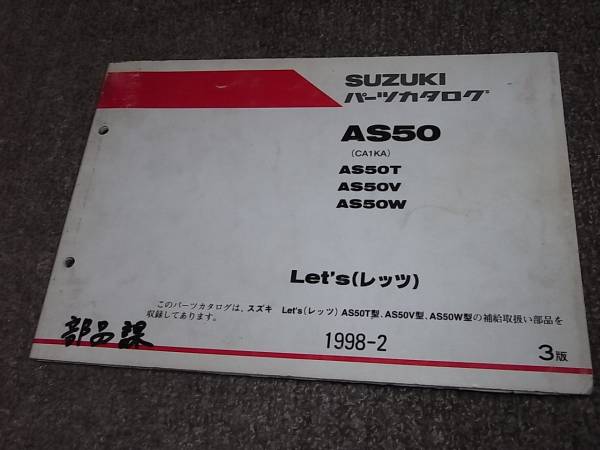 SUZUKI
パーツカタログ
AS50
(CA1KA)
AS50T
AS50V
AS50W
Let's(レッツ)
このパーツカタログは、スズキ Let's(レッツ) AS50T型、AS50V型、AS50W型の補給取扱い部品を
収録してあります。
部品課
1998-2
3版